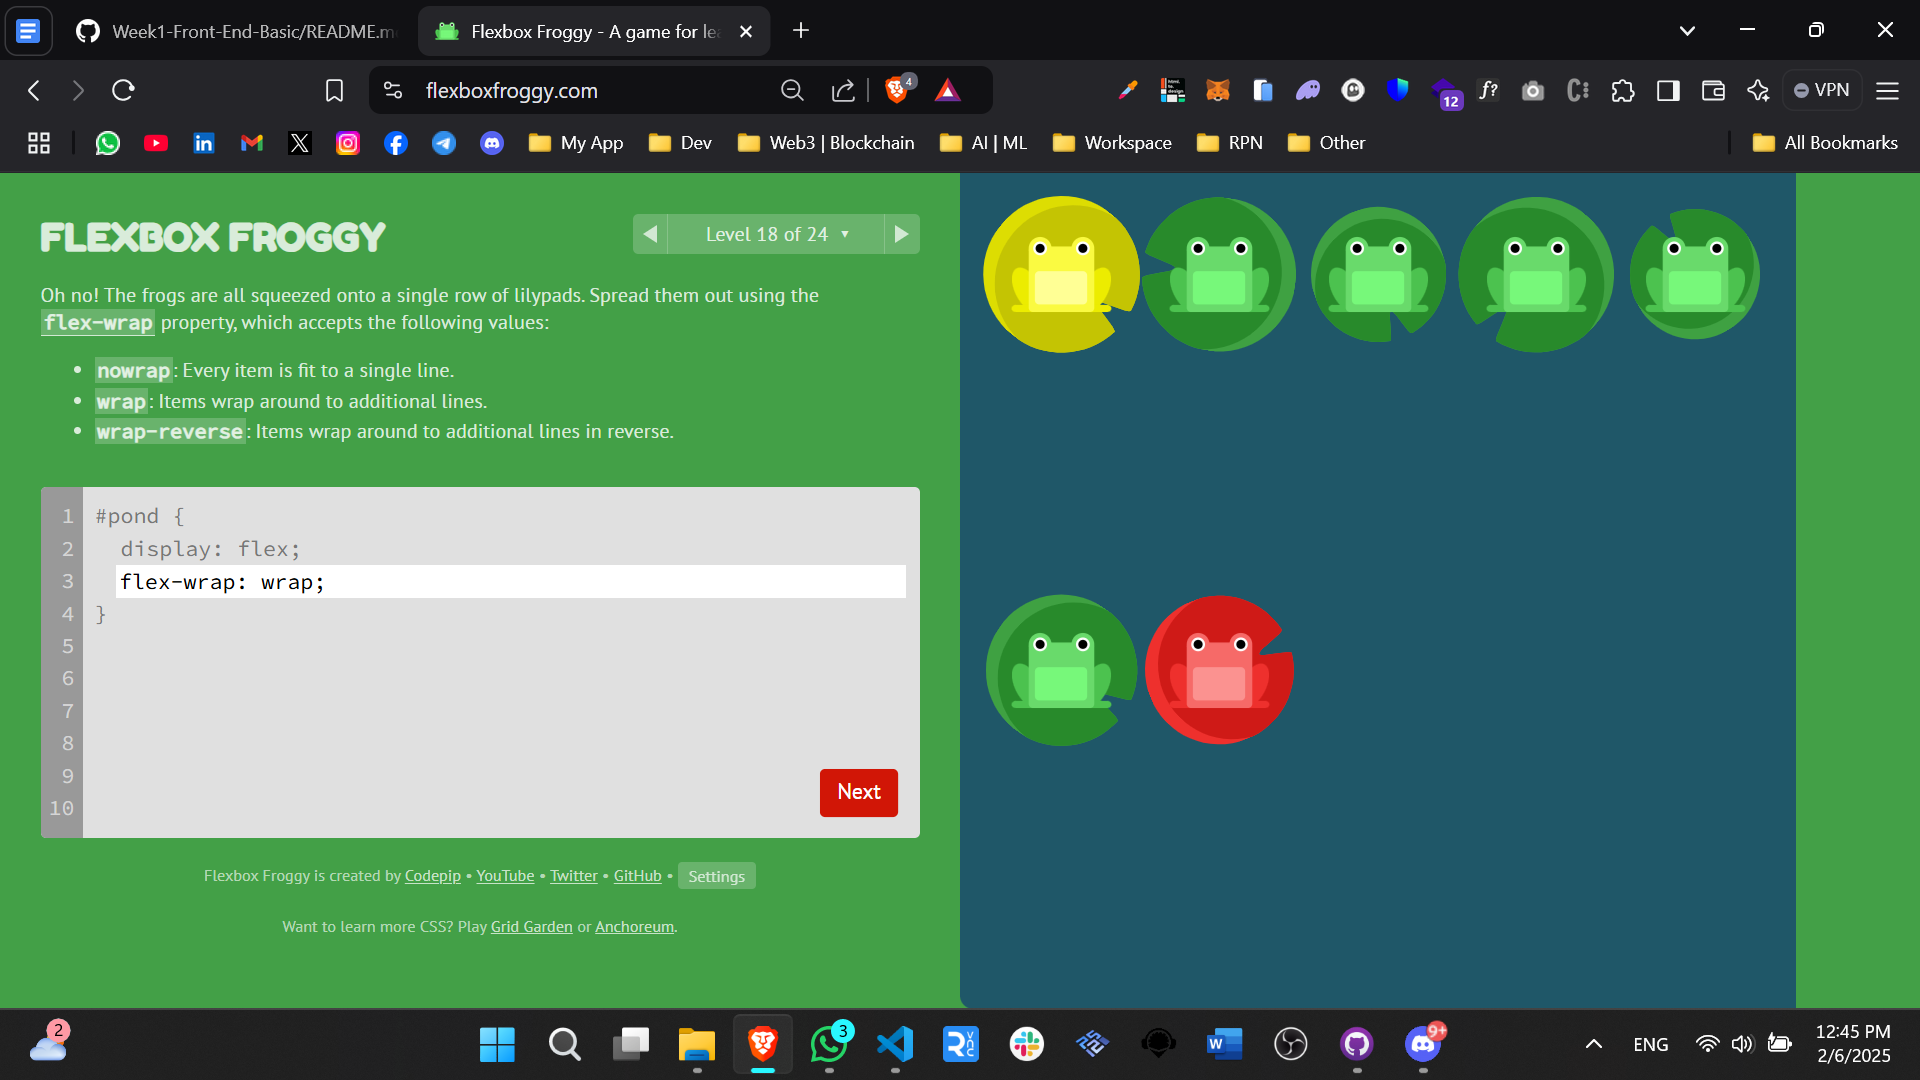 Week1-Front-End-Basic/README.m
Flexbox Froggy - A game for le
flexboxfroggy.com
4
12
f?
VPN
My App
Dev
Web3 | Blockchain
AI | ML
Workspace
RPN
Other
All Bookmarks
FLEXBOX FROGGY
Level 18 of 24
Oh no! The frogs are all squeezed onto a single row of lilypads. Spread them out using the
flex-wrap property, which accepts the following values:
nowrap: Every item is fit to a single line.
wrap: Items wrap around to additional lines.
wrap-reverse: Items wrap around to additional lines in reverse.
1 #pond {
2 display: flex;
3 flex-wrap: wrap;
4 }
5
6
7
8
9
10
Next
Flexbox Froggy is created by Codepip • YouTube • Twitter • GitHub • Settings
Want to learn more CSS? Play Grid Garden or Anchoreum.
2
3
9+
ENG
12:45 PM
2/6/2025